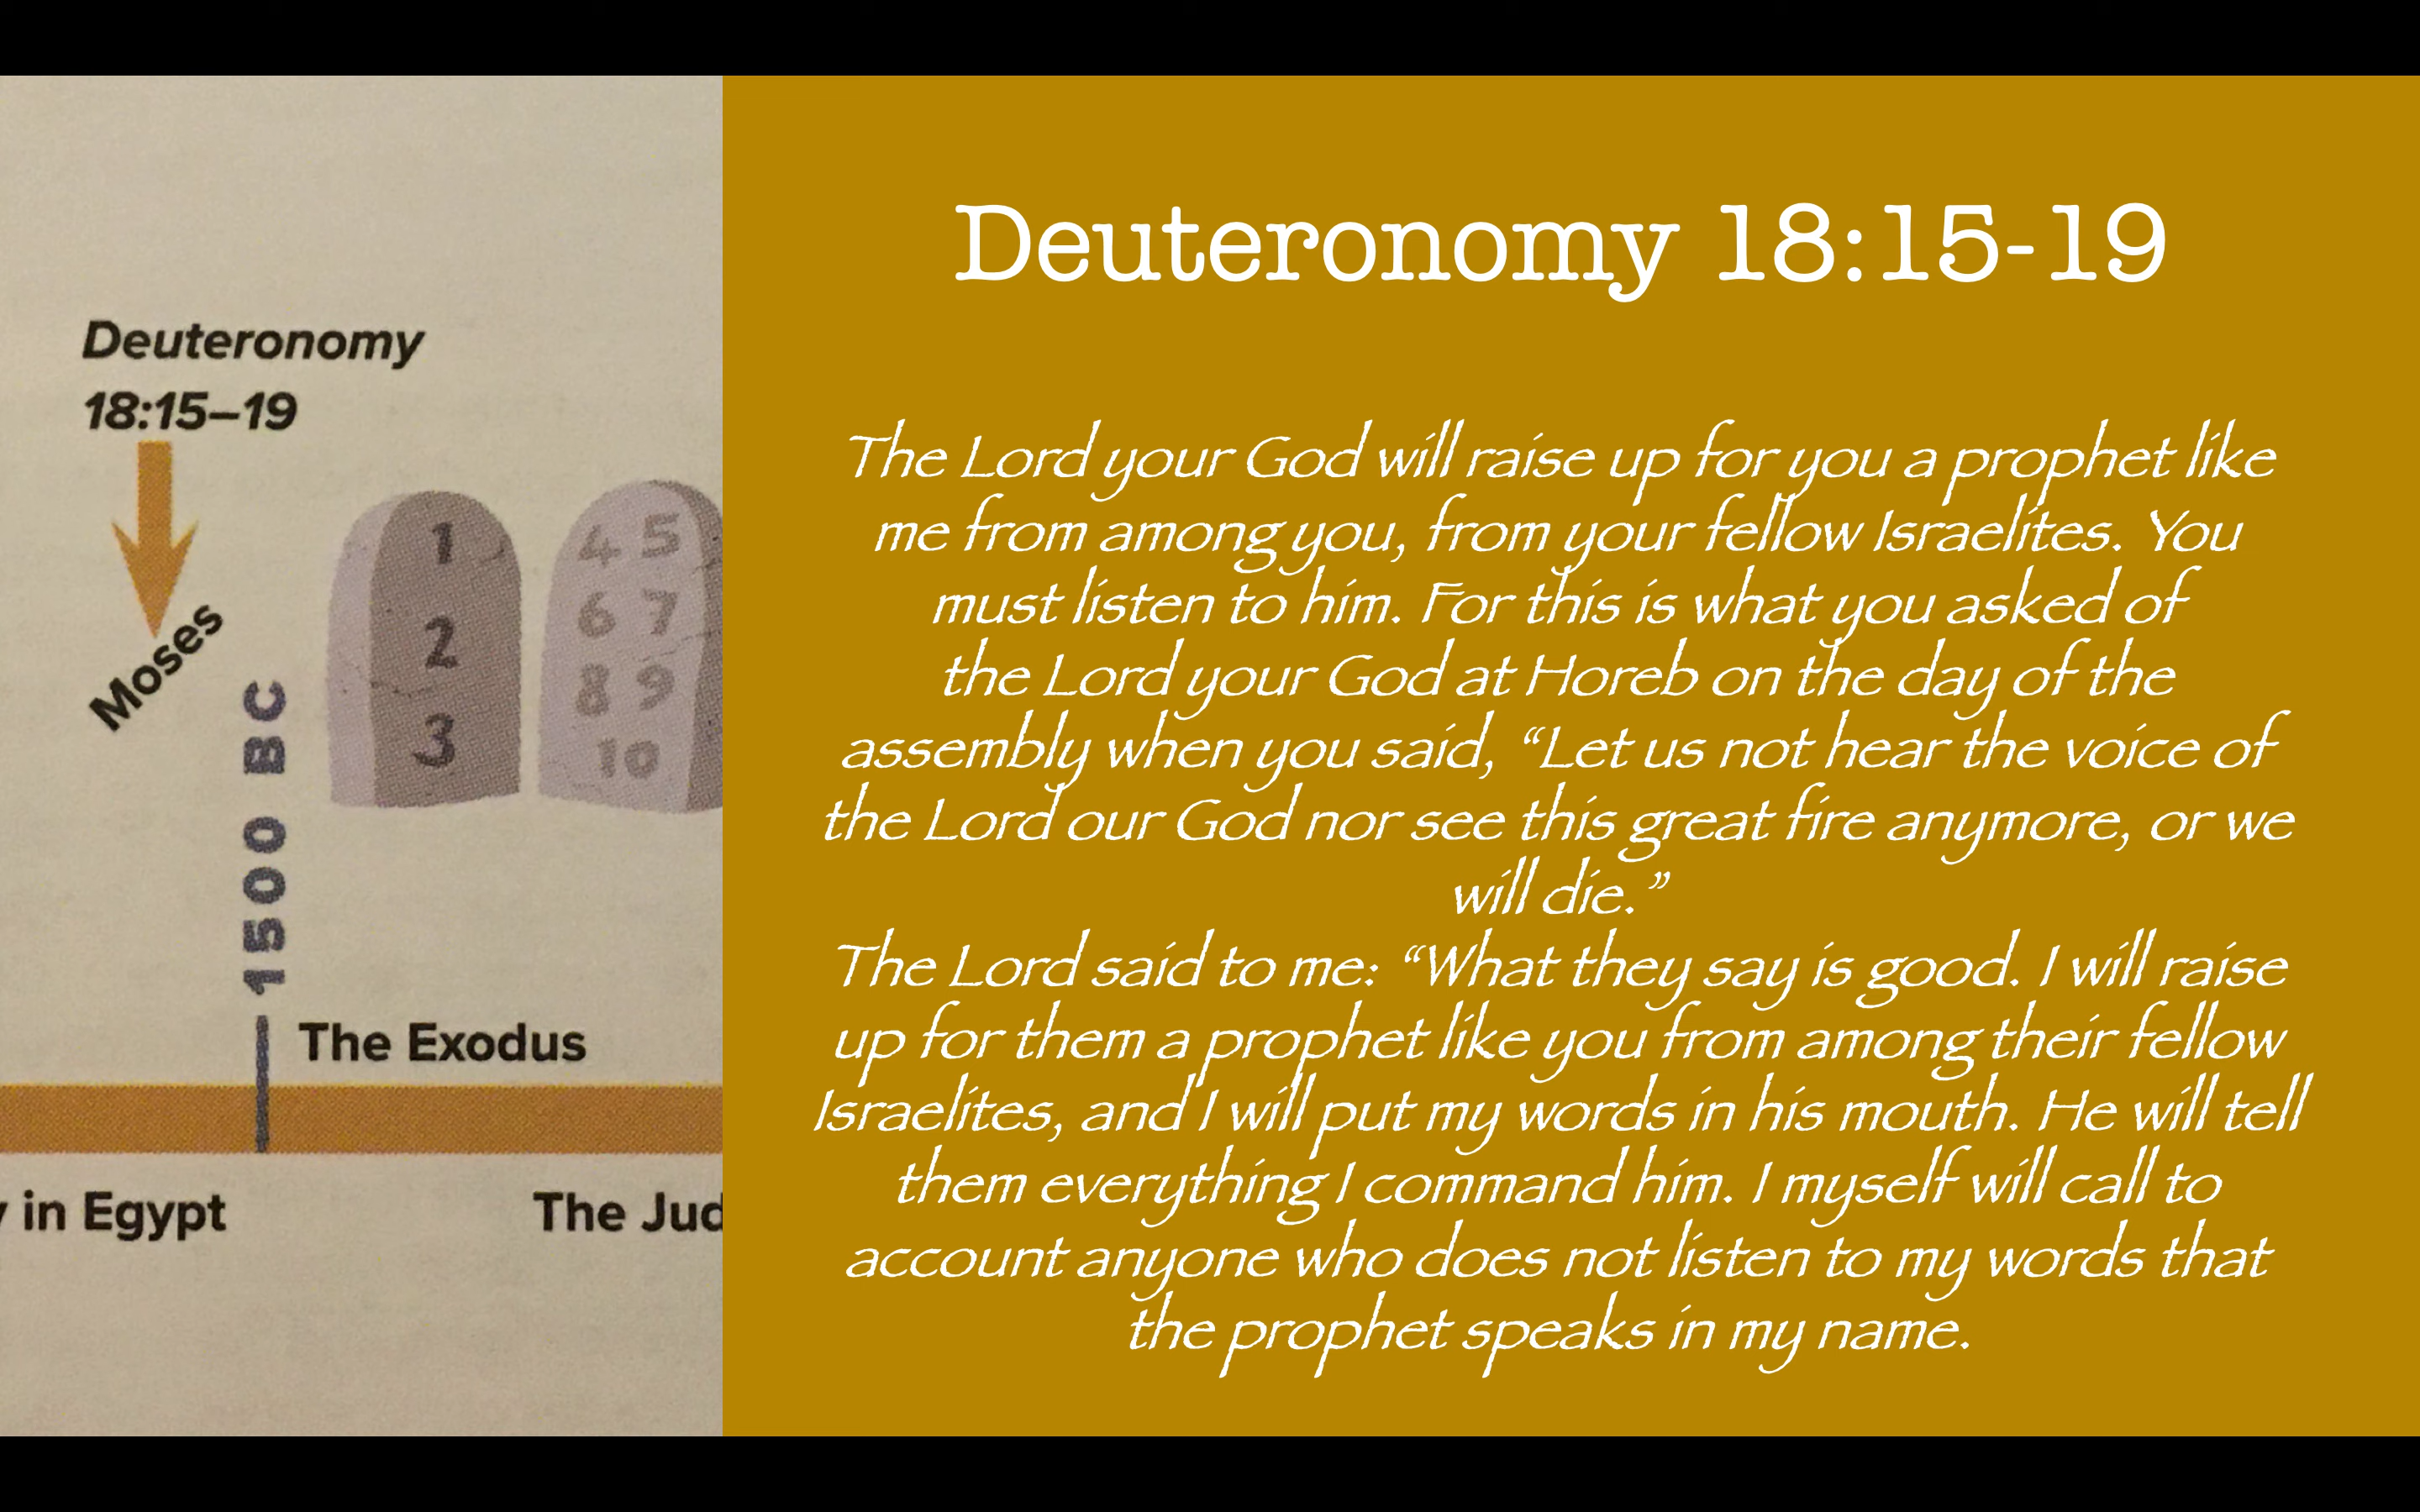 Deuteronomy
18:15–19
Moses
1500 BC
1
2
3
4 5
6 7
8 9
10
The Exodus
in Egypt
The Jud
Deuteronomy 18:15-19
The Lord your God will raise up for you a prophet like
me from among you, from your fellow Israelites. You
must listen to him. For this is what you asked of
the Lord your God at Horeb on the day of the
assembly when you said, “Let us not hear the voice of
the Lord our God nor see this great fire anymore, or we
will die.”
The Lord said to me: “What they say is good. I will raise
up for them a prophet like you from among their fellow
Israelites, and I will put my words in his mouth. He will tell
them everything I command him. I myself will call to
account anyone who does not listen to my words that
the prophet speaks in my name.